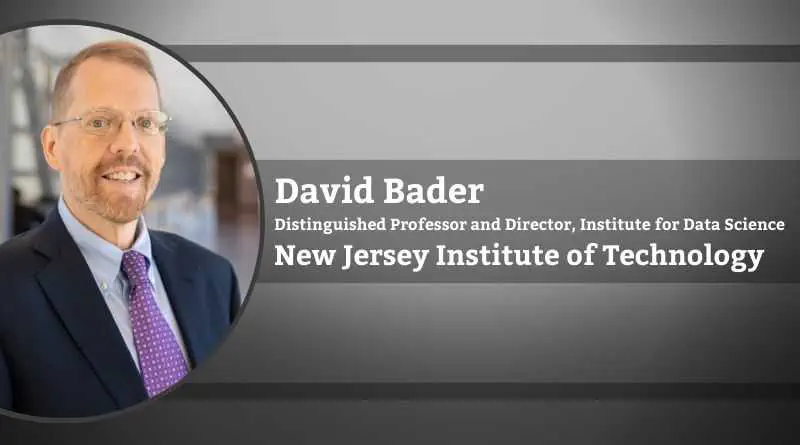 David Bader
Distinguished Professor and Director, Institute for Data Science
New Jersey Institute of Technology